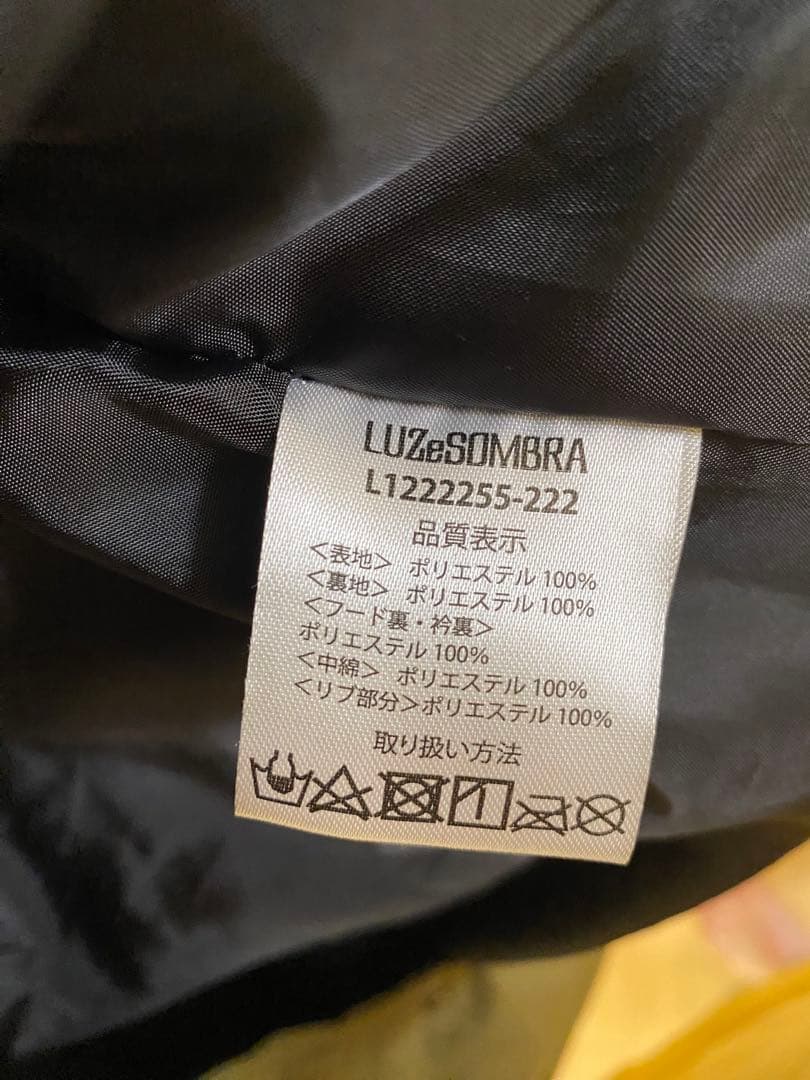 LUZeSOMBRA
L1222255-222
品質表示
<表地> ポリエステル 100%
<裏地> ポリエステル 100%
<フード裏・衿裏>
ポリエステル 100%
<中綿> ポリエステル 100%
<リブ部分>ポリエステル 100%
取り扱い方法